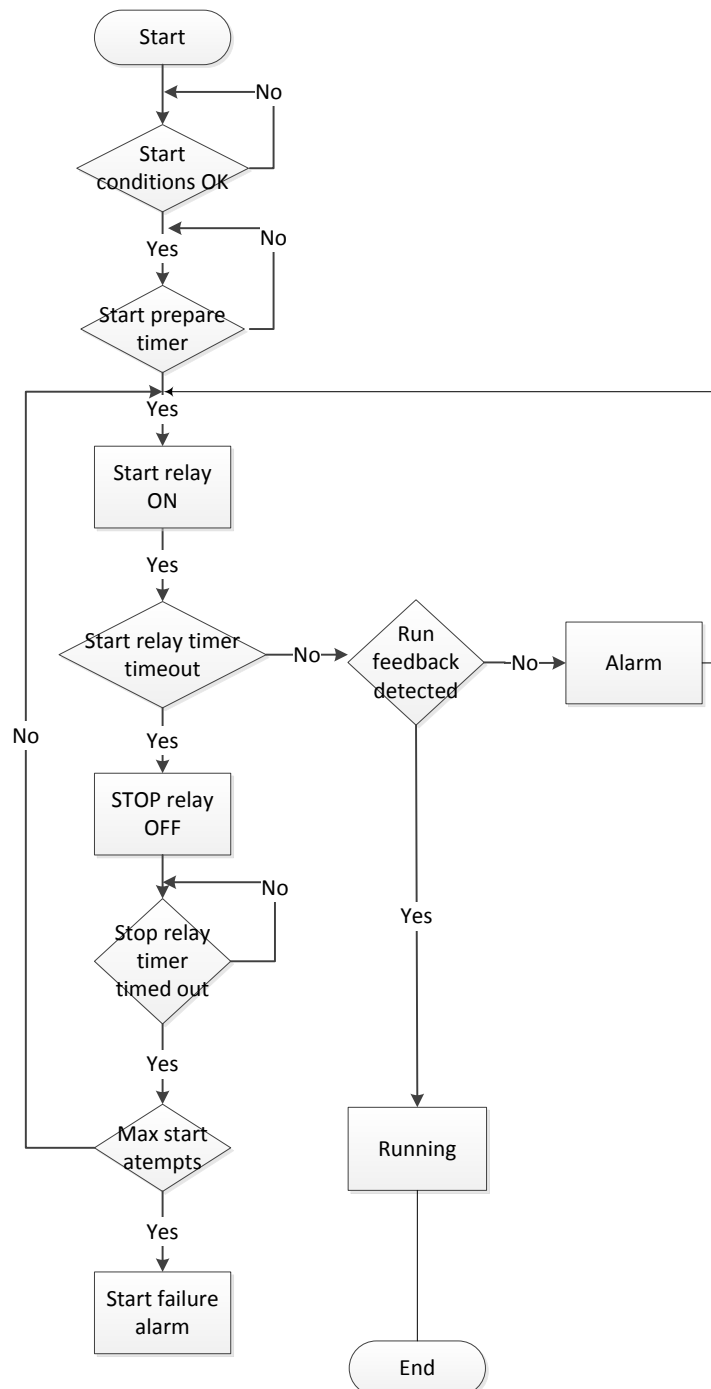 Start
No
Start
conditions OK
Yes
No
Start prepare
timer
Yes
Start relay
ON
Yes
Start relay timer
timeout
No
Run
feedback
detected
No
Alarm
Yes
No
STOP relay
OFF
No
Stop relay
timer
timed out
Yes
Yes
Max start
atempts
Running
Yes
Start failure
alarm
End